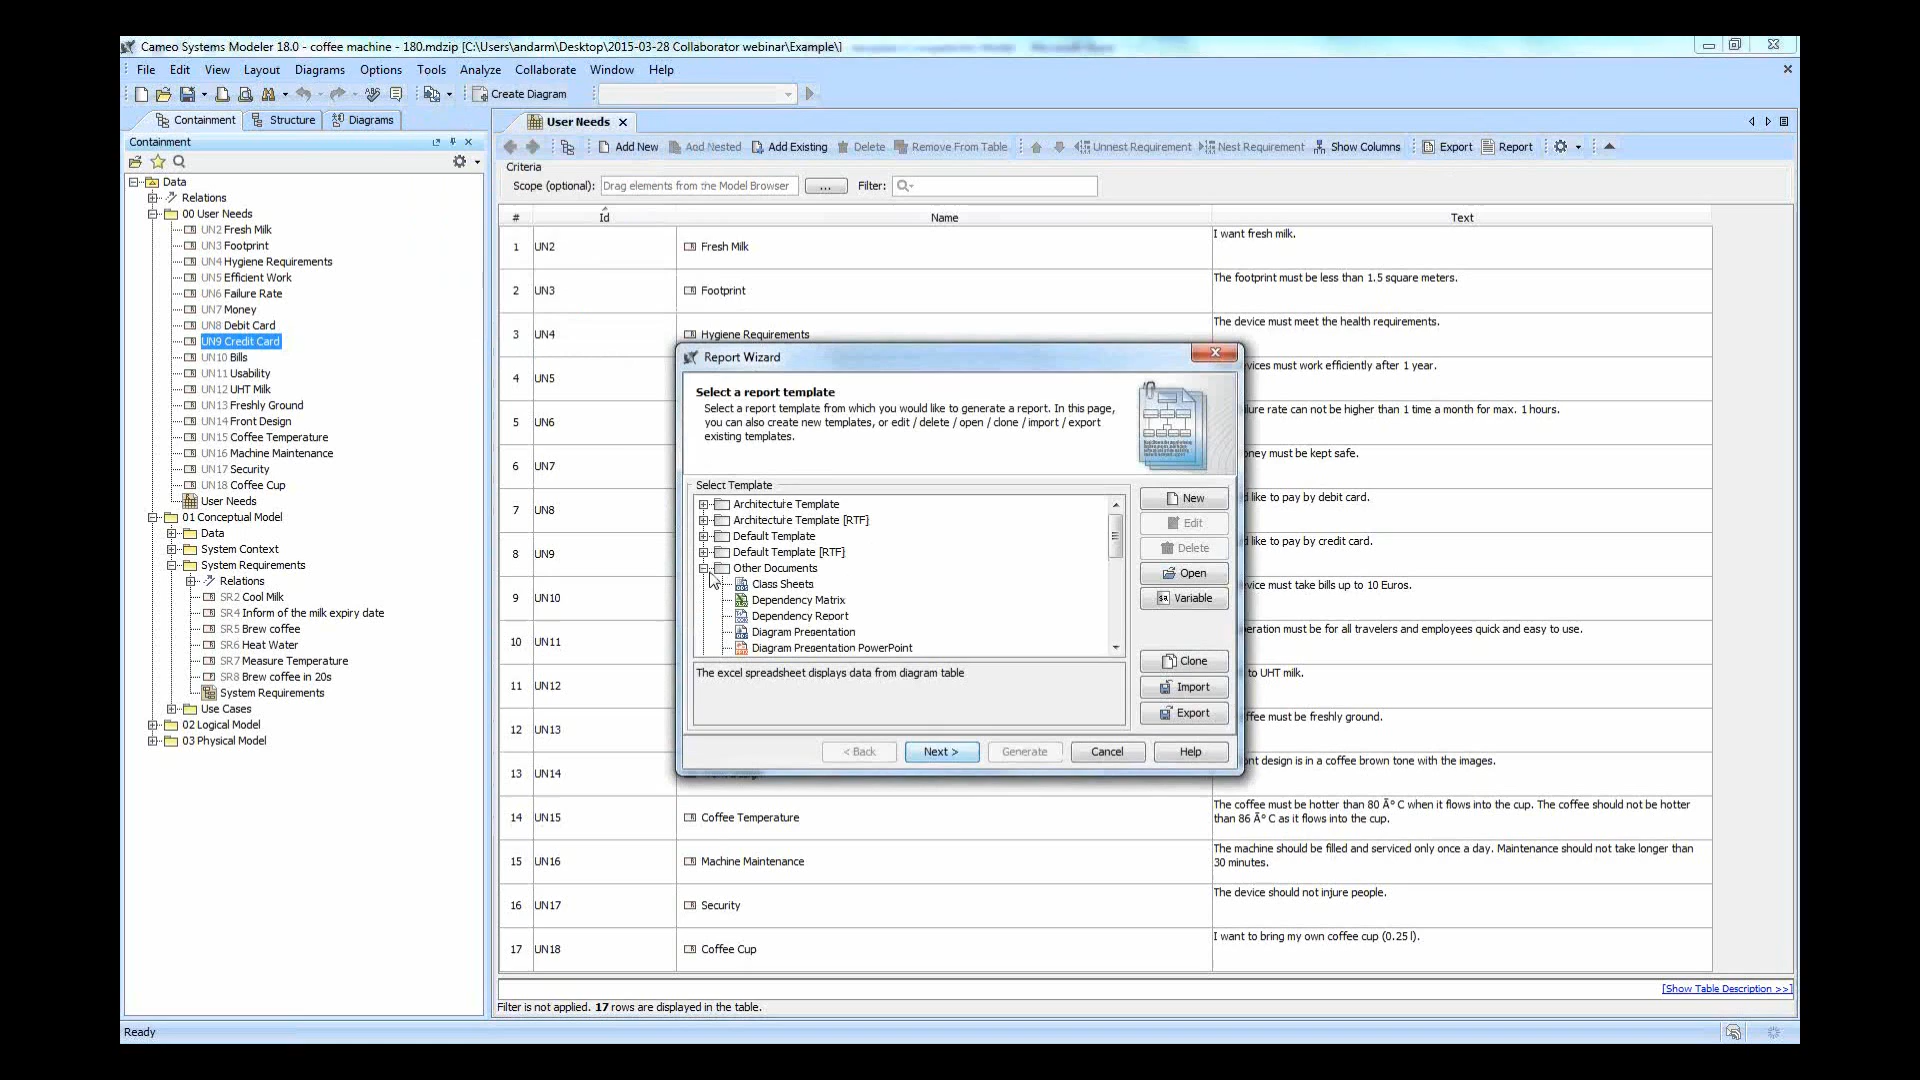 Cameo Systems Modeler 18.0 - coffee machine - 180.mdzip [C:\Users\andarm\Desktop\2015-03-28 Collaborator webinar\Example\]
File Edit View Layout Diagrams Options Tools Analyze Collaborate Window Help
Create Diagram
Containment Structure Diagrams
Containment
Data
Relations
00 User Needs
UN2 Fresh Milk
UN3 Footprint
UN4 Hygiene Requirements
UN5 Efficient Work
UN6 Failure Rate
UN7 Money
UN8 Debit Card
UN9 Credit Card
UN10 Bills
UN11 Usability
UN12 UHT Milk
UN13 Freshly Ground
UN14 Front Design
UN15 Coffee Temperature
UN16 Machine Maintenance
UN17 Security
UN18 Coffee Cup
User Needs
01 Conceptual Model
Data
System Context
System Requirements
Relations
SR2 Cool Milk
SR4 Inform of the milk expiry date
SR5 Brew coffee
SR6 Heat Water
SR7 Measure Temperature
SR8 Brew coffee in 20s
System Requirements
Use Cases
02 Logical Model
03 Physical Model
User Needs
Add New Add Nested Add Existing Delete Remove From Table Unnest Requirement Nest Requirement Show Columns Export Report
Criteria
Scope (optional): Drag elements from the Model Browser ... Filter:
# Id Name Text
1 UN2 Fresh Milk I want fresh milk.
2 UN3 Footprint The footprint must be less than 1.5 square meters.
3 UN4 Hygiene Requirements The device must meet the health requirements.
4 UN5 vices must work efficiently after 1 year.
5 UN6 lure rate can not be higher than 1 time a month for max. 1 hours.
6 UN7 ney must be kept safe.
7 UN8 like to pay by debit card.
8 UN9 like to pay by credit card.
9 UN10 vice must take bills up to 10 Euros.
10 UN11 eration must be for all travelers and employees quick and easy to use.
11 UN12 to UHT milk.
12 UN13 ffee must be freshly ground.
13 UN14 nt design is in a coffee brown tone with the images.
14 UN15 Coffee Temperature The coffee must be hotter than 80 Â° C when it flows into the cup. The coffee should not be hotter
than 86 Â° C as it flows into the cup.
15 UN16 Machine Maintenance The machine should be filled and serviced only once a day. Maintenance should not take longer than
30 minutes.
16 UN17 Security The device should not injure people.
17 UN18 Coffee Cup I want to bring my own coffee cup (0.25 l).
Report Wizard
Select a report template
Select a report template from which you would like to generate a report. In this page,
you can also create new templates, or edit / delete / open / clone / import / export
existing templates.
Select Template
Architecture Template
Architecture Template [RTF]
Default Template
Default Template [RTF]
Other Documents
Class Sheets
Dependency Matrix
Dependency Report
Diagram Presentation
Diagram Presentation PowerPoint
New
Edit
Delete
Open
Variable
Clone
Import
Export
The excel spreadsheet displays data from diagram table
< Back Next > Generate Cancel Help
[Show Table Description >>]
Filter is not applied. 17 rows are displayed in the table.
Ready